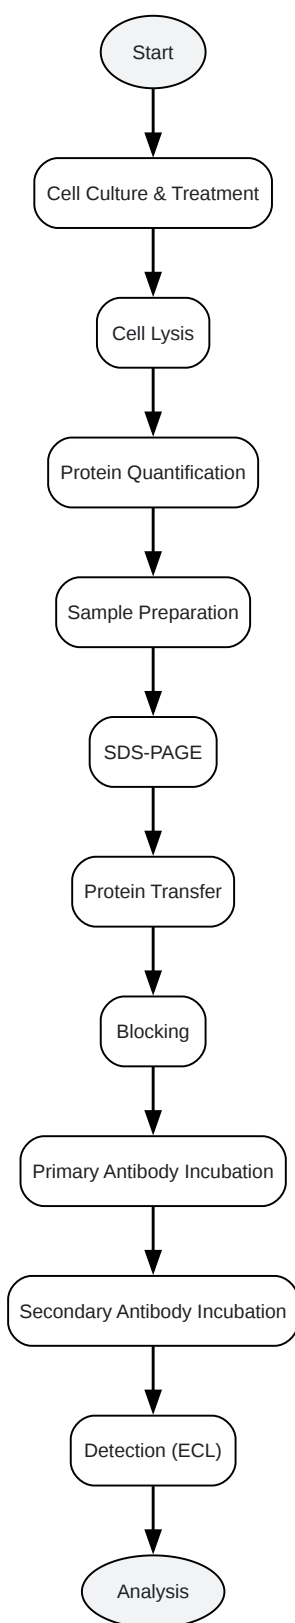 Start
Cell Culture & Treatment
Cell Lysis
Protein Quantification
Sample Preparation
SDS-PAGE
Protein Transfer
Blocking
Primary Antibody Incubation
Secondary Antibody Incubation
Detection (ECL)
Analysis